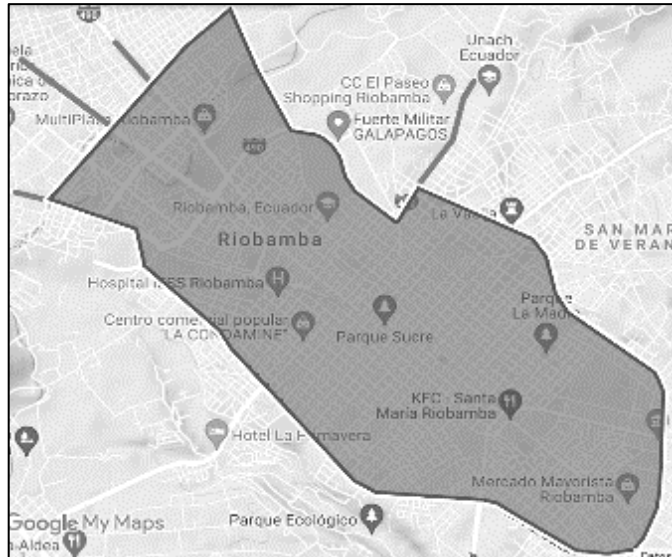 490
Unach
Ecuador
CC El Paseo
Shopping Riobamba
MultiPlaza Riobamba
Fuerte Militar
GALAPAGOS
490
Riobamba, Ecuador
La Vasija
SAN MAR
DE VERAN
Riobamba
Hospital IESS Riobamba
Centro comercial popular
"LA CONDAMINE"
Parque Sucre
Parque
La Madre
KFC - Santa
María Riobamba
Hotel La Primavera
Mercado Mayorista
Riobamba
Google My Maps
Parque Ecológico
a-Aldea